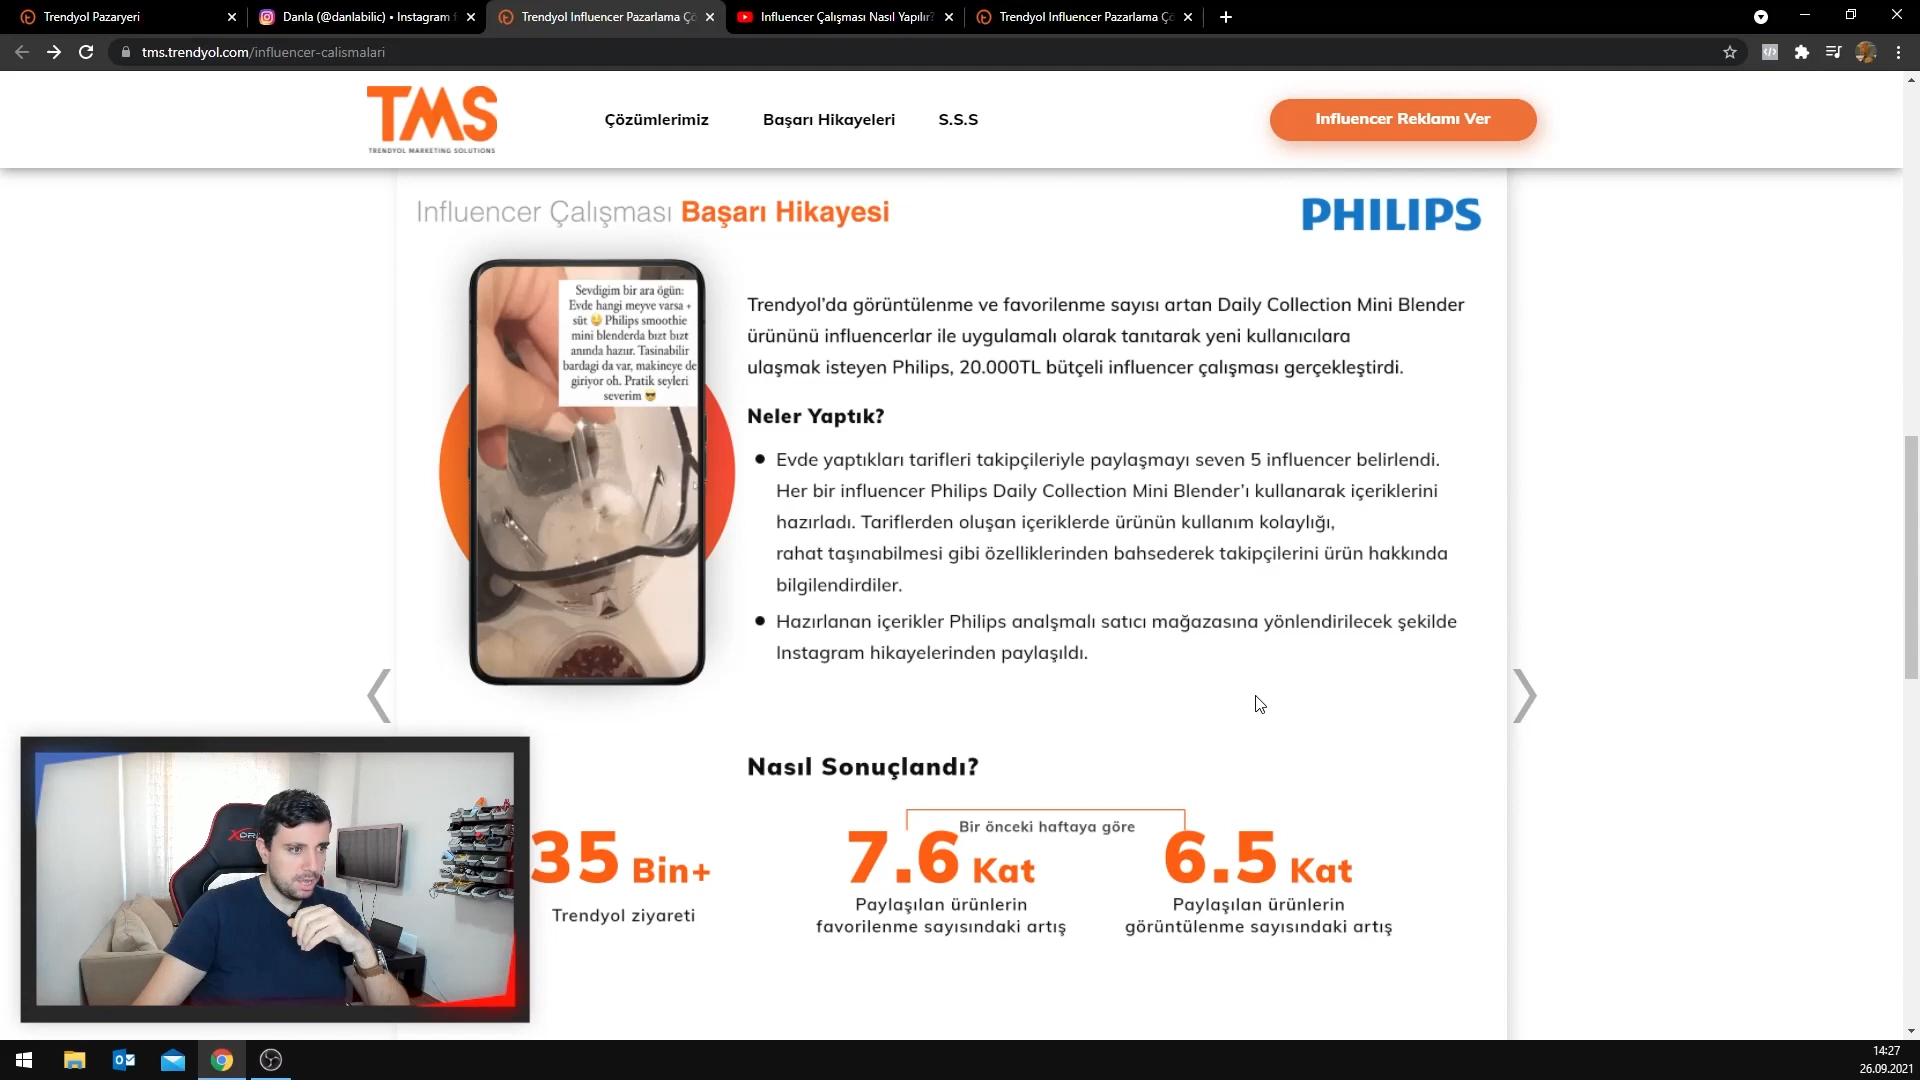 Trendyol Pazaryeri
Danla (@danlabilic) • Instagram f
Trendyol Influencer Pazarlama Çö
Influencer Çalışması Nasıl Yapılır?
Trendyol Influencer Pazarlama Çö
tms.trendyol.com/influencer-calismalari
TMS
TRENDYOL MARKETING SOLUTIONS
Çözümlerimiz
Başarı Hikayeleri
S.S.S
Influencer Reklamı Ver
Influencer Çalışması Başarı Hikayesi
PHILIPS
Sevdigim bir ara ögün:
Evde hangi meyve varsa +
süt 😋 Philips smoothie
mini blenderda bızt bızt
anında hazır. Tasinabilir
bardagi da var, makineye de
giriyor oh. Pratik seyleri
severim 😎
Trendyol'da görüntülenme ve favorilenme sayısı artan Daily Collection Mini Blender
ürününü influencerlar ile uygulamalı olarak tanıtarak yeni kullanıcılara
ulaşmak isteyen Philips, 20.000TL bütçeli influencer çalışması gerçekleştirdi.
Neler Yaptık?
● Evde yaptıkları tarifleri takipçileriyle paylaşmayı seven 5 influencer belirlendi.
Her bir influencer Philips Daily Collection Mini Blender'ı kullanarak içeriklerini
hazırladı. Tariflerden oluşan içeriklerde ürünün kullanım kolaylığı,
rahat taşınabilmesi gibi özelliklerinden bahsederek takipçilerini ürün hakkında
bilgilendirdiler.
● Hazırlanan içerikler Philips analşmalı satıcı mağazasına yönlendirilecek şekilde
Instagram hikayelerinden paylaşıldı.
Nasıl Sonuçlandı?
Bir önceki haftaya göre
35 Bin+
Trendyol ziyareti
7.6 Kat
Paylaşılan ürünlerin
favorilenme sayısındaki artış
6.5 Kat
Paylaşılan ürünlerin
görüntülenme sayısındaki artış
14:27
26.09.2021